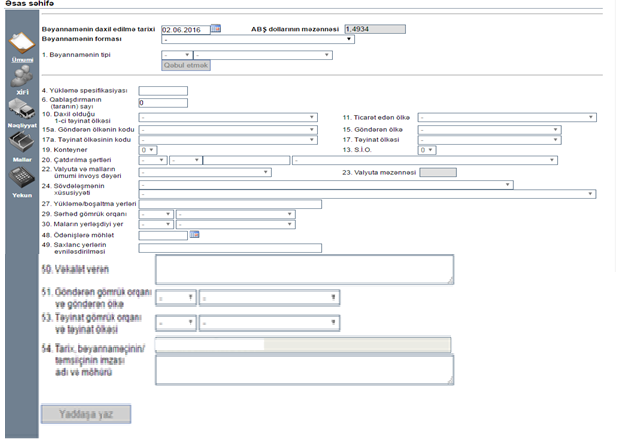 Əsas səhifə
Bəyannamənin daxil edilmə tarixi 02.06.2016 ABŞ dollarının məzənnəsi 1,4934
Bəyannamənin forması -
1. Bəyannamənin tipi - -
Qəbul etmək
Ümumi
XİFİ
Nəqliyyat
Mallar
Yekun
4. Yükləmə spesifikasiyası
6. Qablaşdırmanın
(taranın) sayı 0
10. Daxil olduğu
1-ci təyinat ölkəsi - 11. Ticarət edən ölkə -
15a. Göndərən ölkənin kodu - 15. Göndərən ölkə -
17a. Təyinat ölkəsinin kodu - 17. Təyinat ölkəsi -
19. Konteyner 0 13. S.İ.O. 0
20. Çatdırılma şərtləri - - -
22. Valyuta və malların
ümumi invoys dəyəri - 23. Valyuta məzənnəsi
24. Sövdələşmənin
xüsusiyyəti - -
27. Yükləmə/boşaltma yerləri
29. Sərhəd gömrük orqanı - -
30. Malların yerləşdiyi yer - -
48. Ödənişlərə möhlət
49. Saxlanc yerlərin
eyniləşdirilməsi
50. Vəkalət verən
51. Göndərən gömrük orqanı
və göndərən ölkə - -
53. Təyinat gömrük orqanı
və təyinat ölkəsi - -
54. Tarix, bəyannaməçinin/
təmsilçinin imzası
adı və möhürü
Yaddaşa yaz